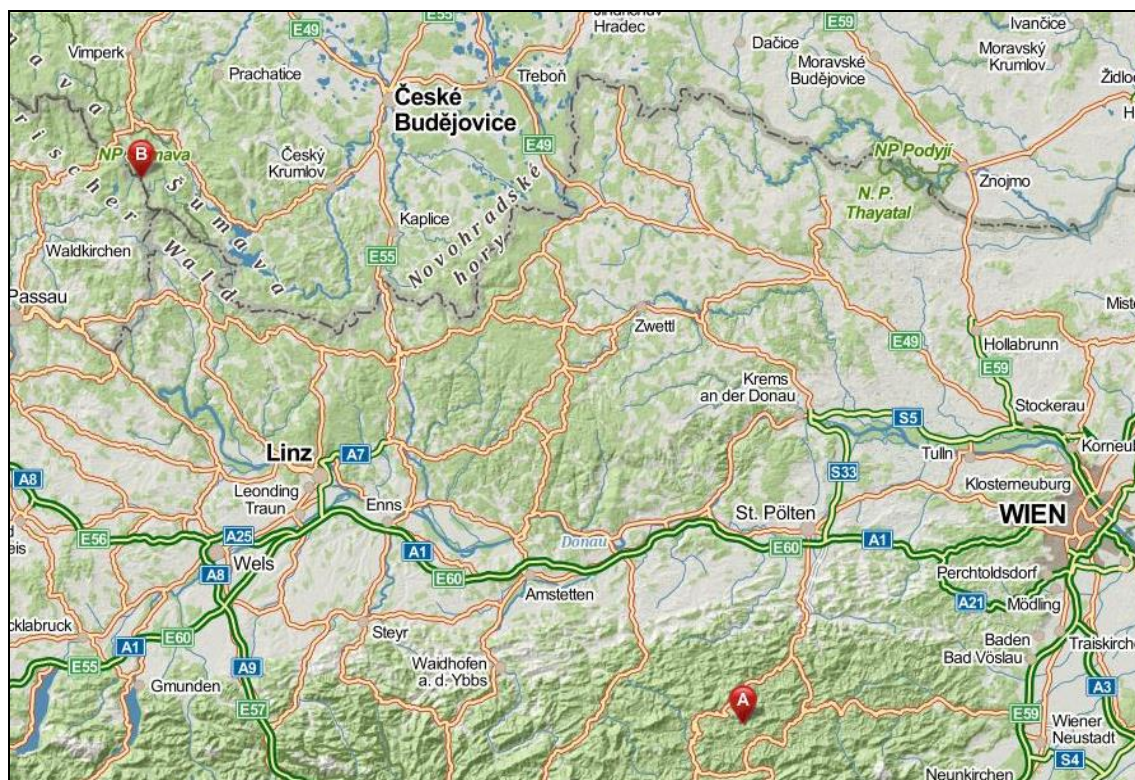 E49
E55
Jindřichův
Hradec
E59
Ivančice
Vimperk
Dačice
Moravské
Budějovice
Moravský
Krumlov
Prachatice
Třeboň
České
Budějovice
E49
NP Podyjí
Znojmo
N. P.
Thayatal
B
Český
Krumlov
Šumava
Kaplice
Novohradské
hory
E55
Waldkirchen
Wald
Passau
Zwettl
E49
Hollabrunn
E59
Krems
an der Donau
Stockerau
S5
Tulln
Linz
A7
S33
Klosterneuburg
A8
Leonding
Traun
Enns
St. Pölten
WIEN
E56
A25
A1
Donau
E60
A1
Wels
A8
E60
Perchtoldsdorf
Amstetten
A21
Mödling
Steyr
A1
E60
Baden
Bad Vöslau
E55
A9
Waidhofen
a. d. Ybbs
A3
Gmunden
E57
A
E59
Wiener
Neustadt
S4
Neunkirchen